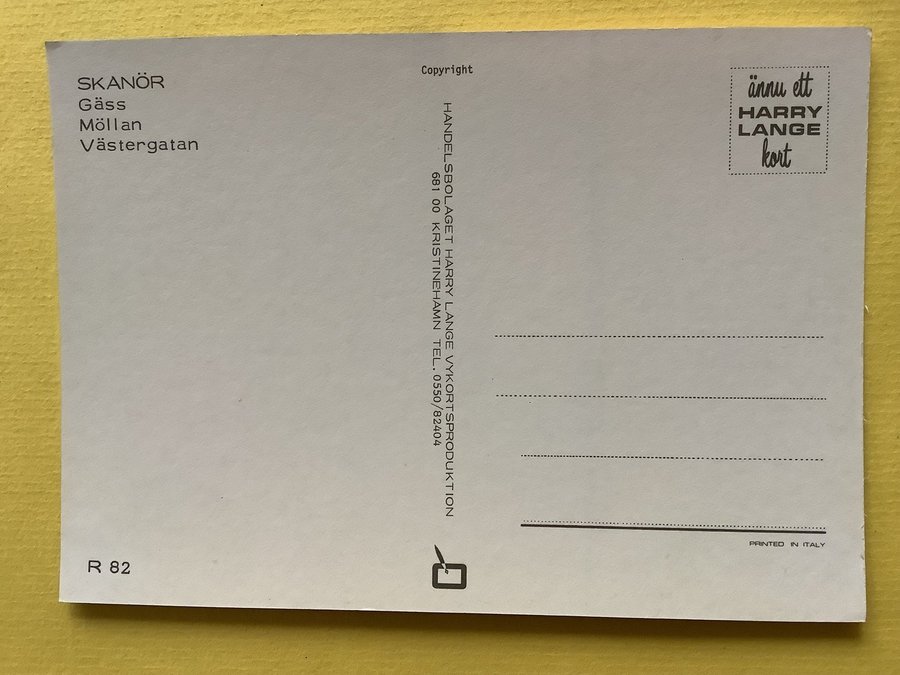 SKANÖR
Gäss
Möllan
Västergatan
R 82
Copyright
HANDELSBOLAGET HARRY LANGE VYKORTSPRODUKTION
681 00 KRISTINEHAMN TEL. 0550/82404
ännu ett
HARRY
LANGE
kort
PRINTED IN ITALY